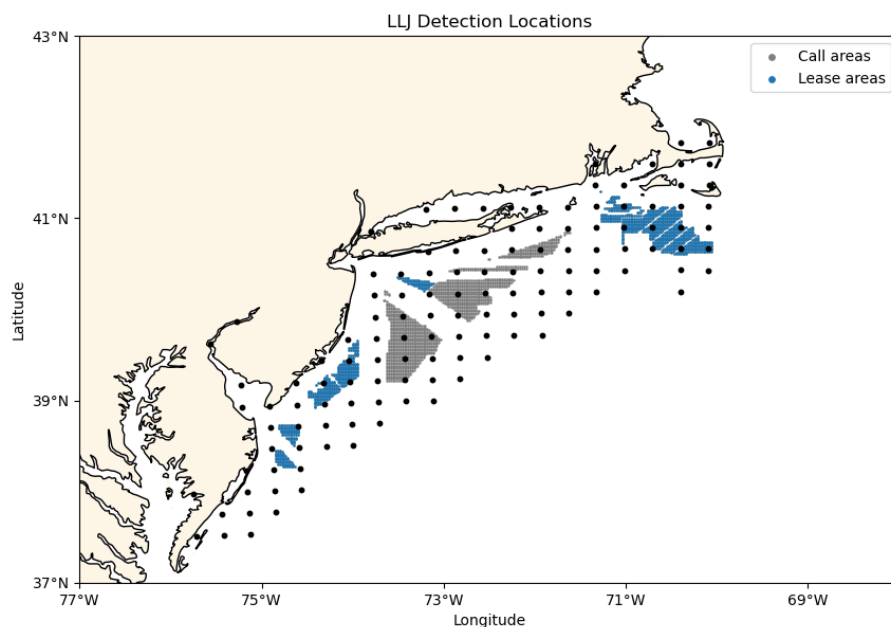 LLJ Detection Locations
43°N
Call areas
Lease areas
41°N
Latitude
39°N
37°N
77°W 75°W 73°W 71°W 69°W
Longitude